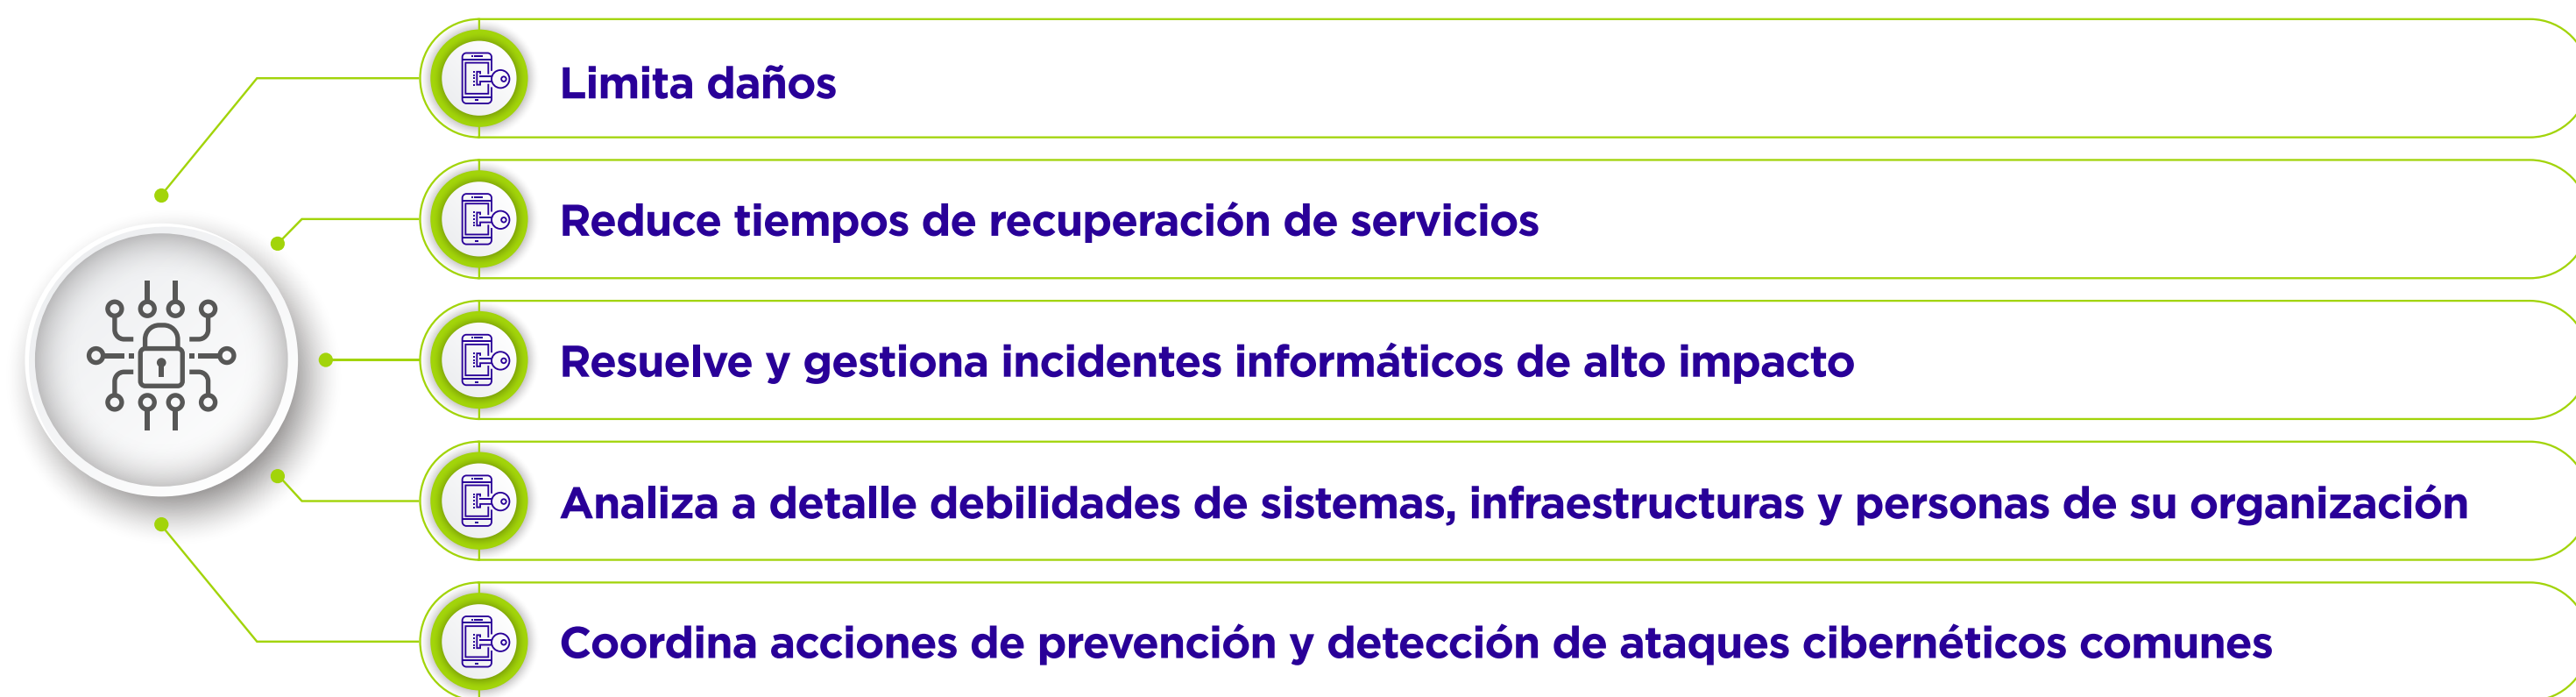 Limita daños
Reduce tiempos de recuperación de servicios
Resuelve y gestiona incidentes informáticos de alto impacto
Analiza a detalle debilidades de sistemas, infraestructuras y personas de su organización
Coordina acciones de prevención y detección de ataques cibernéticos comunes